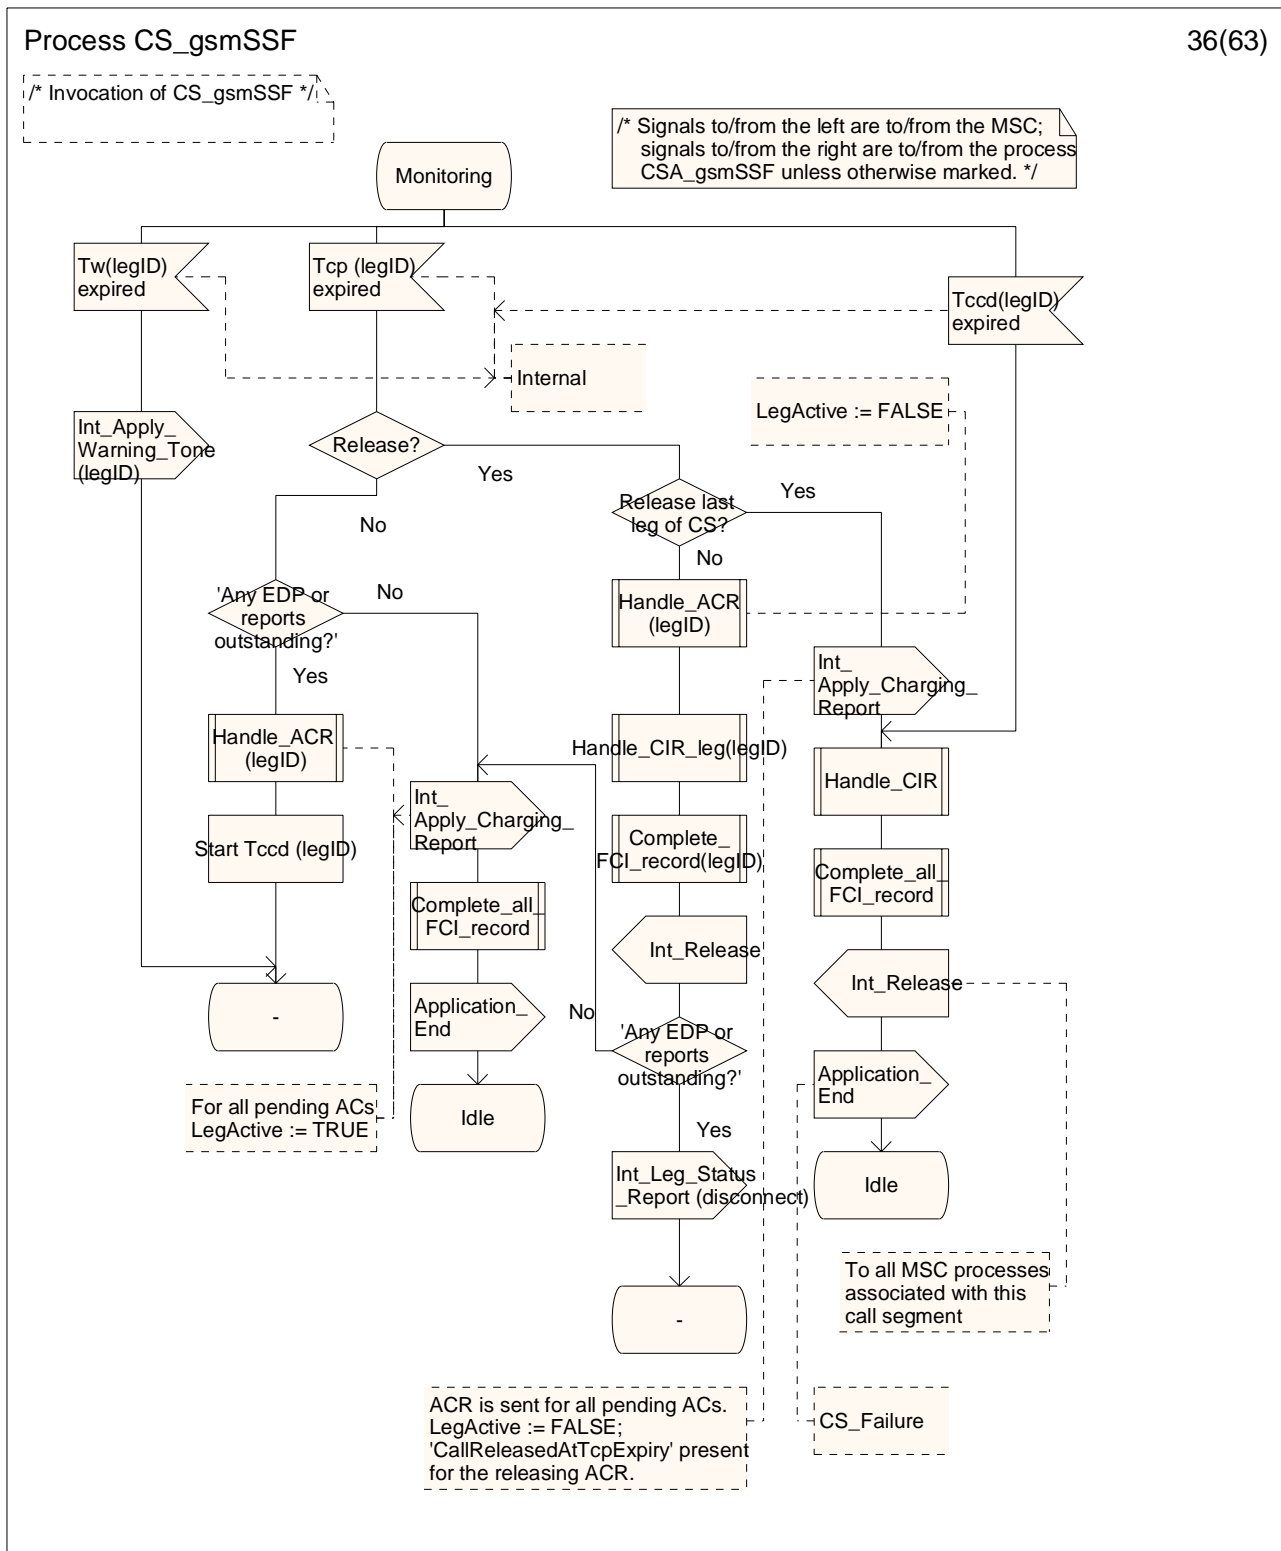 Process CS_gsmSSF
36(63)
/* Invocation of CS_gsmSSF */
/* Signals to/from the left are to/from the MSC;
signals to/from the right are to/from the process
CSA_gsmSSF unless otherwise marked. */
Monitoring
Tw(legID)
expired
Tcp (legID)
expired
Tccd(legID)
expired
Internal
LegActive := FALSE
Int_Apply_
Warning_Tone
(legID)
Release?
Yes
No
Release last
leg of CS?
Yes
No
'Any EDP or
reports
outstanding?'
No
Yes
Handle_ACR
(legID)
Int_
Apply_Charging_
Report
Handle_ACR
(legID)
Handle_CIR_leg(legID)
Handle_CIR
Int_
Apply_Charging_
Report
Start Tccd (legID)
Complete_
FCI_record(legID)
Complete_all_
FCI_record
Complete_all_
FCI_record
Int_Release
Int_Release
-
Application_
End
No
'Any EDP or
reports
outstanding?'
Application_
End
For all pending ACs
LegActive := TRUE
Idle
Yes
Int_Leg_Status
_Report (disconnect)
Idle
To all MSC processes
associated with this
call segment
-
ACR is sent for all pending ACs.
LegActive := FALSE;
'CallReleasedAtTcpExpiry' present
for the releasing ACR.
CS_Failure